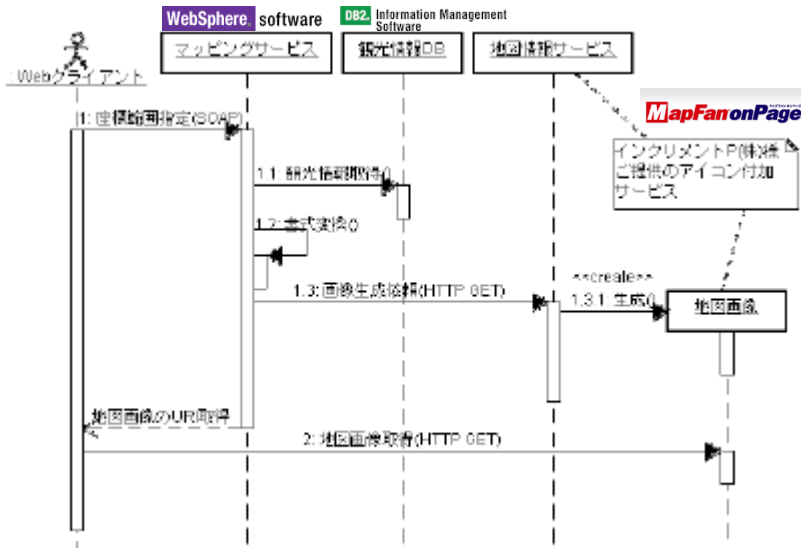 WebSphere. software
DB2. Information Management
Software
マッピングサービス
観光情報DB
地図情報サービス
: Webクライアント
MapFan onPage
1: 座標範囲指定(SOAP)
インクリメントP(株)様
ご提供のアイコン付加
サービス
1.1: 観光情報取得()
1.2: 書式変換()
<<create>>
1.3: 画像生成依頼(HTTP GET)
1.3.1: 生成()
地図画像
地図画像のURL取得
2: 地図画像取得(HTTP GET)